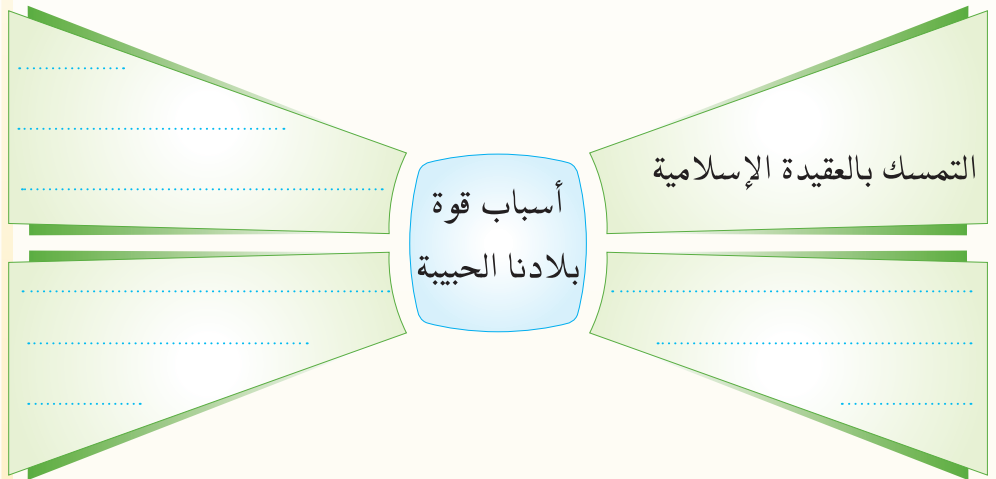 التمسك بالعقيدة الإسلامية
أسباب قوة
بلادنا الحبيبة